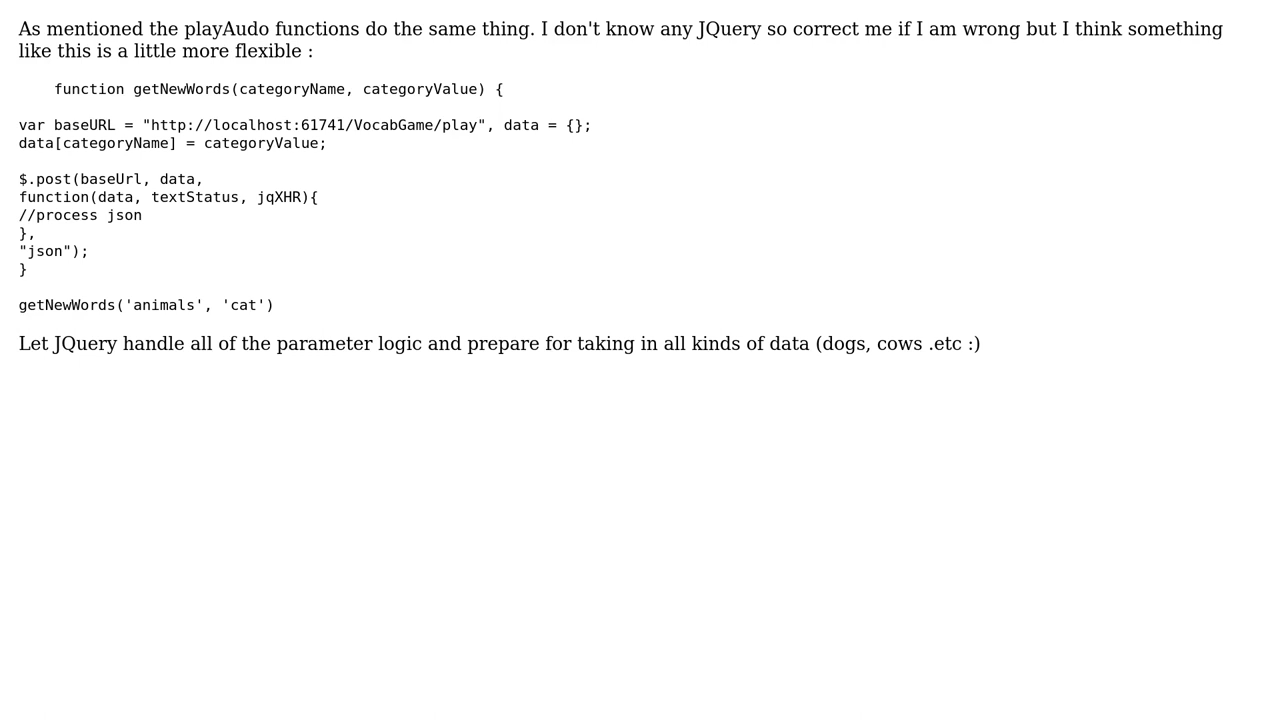 As mentioned the playAudo functions do the same thing. I don't know any JQuery so correct me if I am wrong but I think something
like this is a little more flexible :
function getNewWords(categoryName, categoryValue) {
var baseURL = "http://localhost:61741/VocabGame/play", data = {};
data[categoryName] = categoryValue;
$.post(baseUrl, data,
function(data, textStatus, jqXHR){
//process json
},
"json");
}
getNewWords('animals', 'cat')
Let JQuery handle all of the parameter logic and prepare for taking in all kinds of data (dogs, cows .etc :)